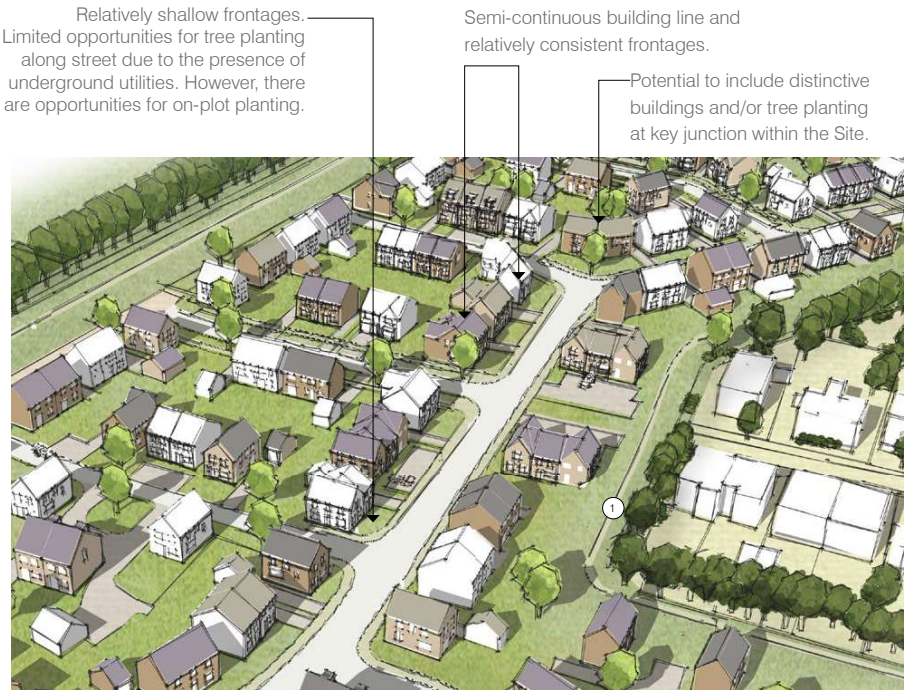 Relatively shallow frontages.
Limited opportunities for tree planting
along street due to the presence of
underground utilities. However, there
are opportunities for on-plot planting.
Semi-continuous building line and
relatively consistent frontages.
Potential to include distinctive
buildings and/or tree planting
at key junction within the Site.
1